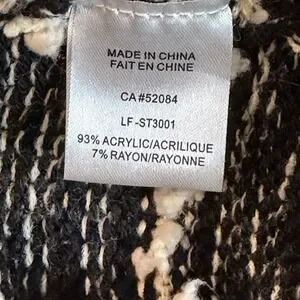 MADE IN CHINA
FAIT EN CHINE
CA#52084
LF-ST3001
93% ACRYLIC/ACRILIQUE
7% RAYON/RAYONNE